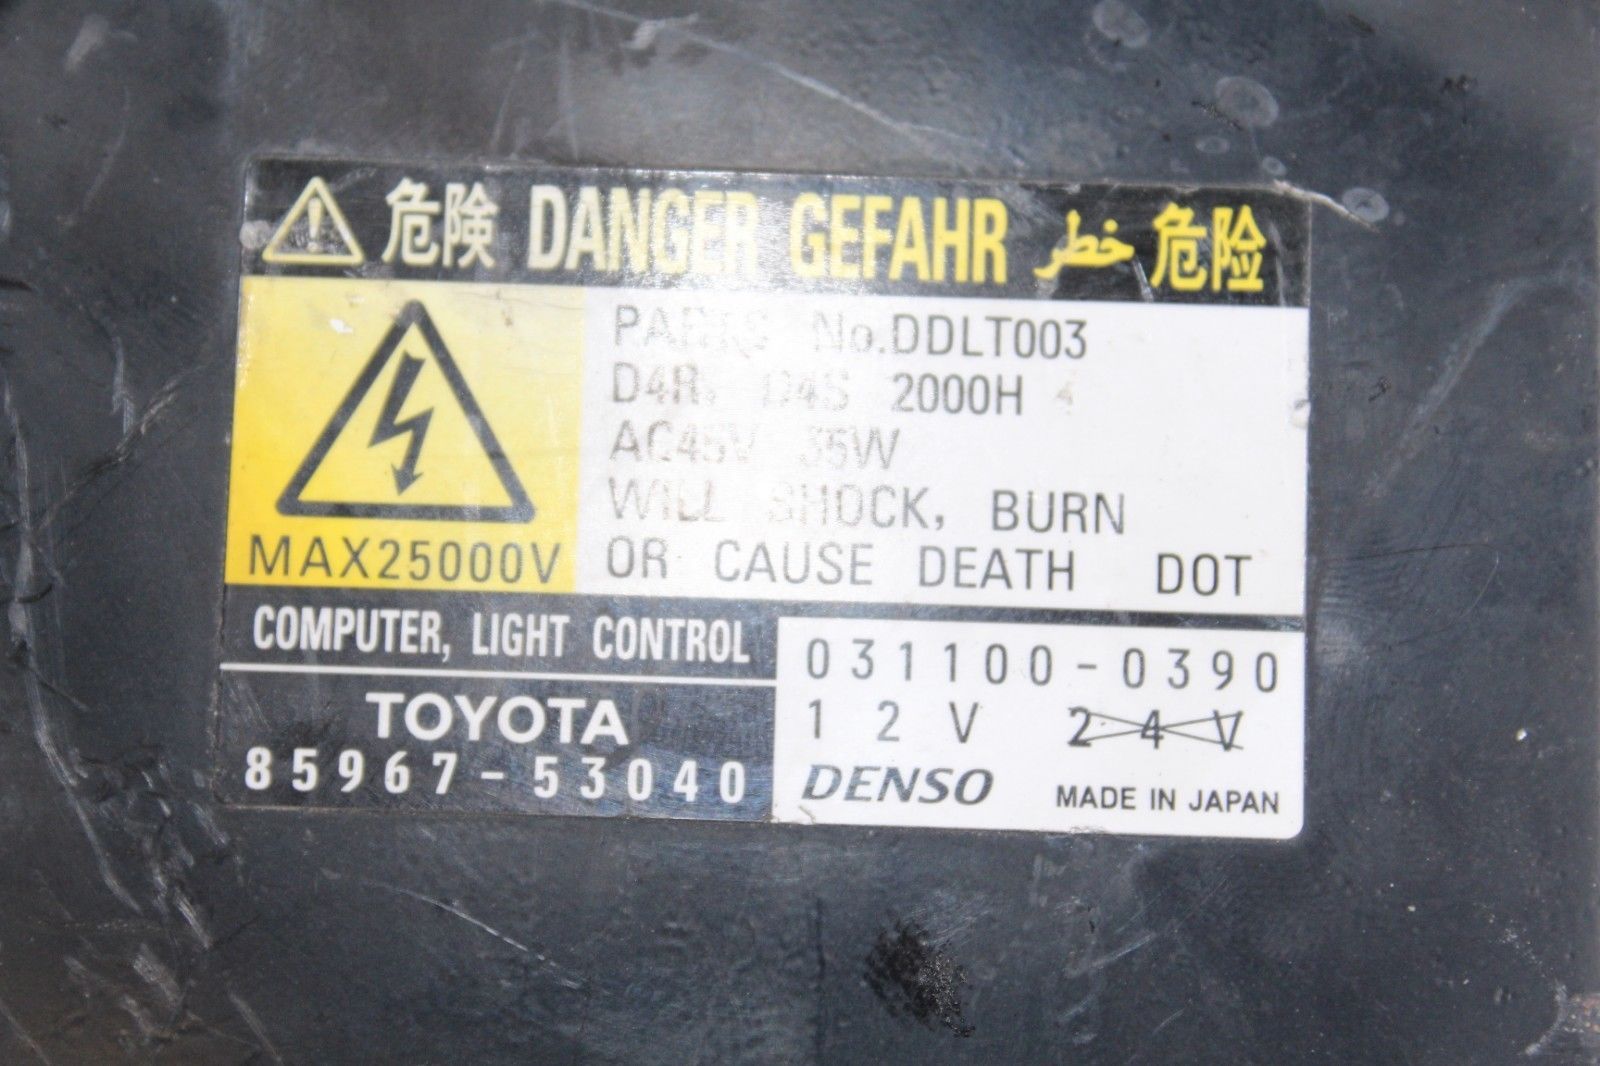 危険 DANGER GEFAHR خطر 危险
PARTS No.DDLT003
D4R, D4S 2000H
AC45V 35W
WILL SHOCK, BURN
OR CAUSE DEATH DOT
MAX25000V
COMPUTER, LIGHT CONTROL
TOYOTA
85967-53040
031100-0390
12V 24V
DENSO MADE IN JAPAN